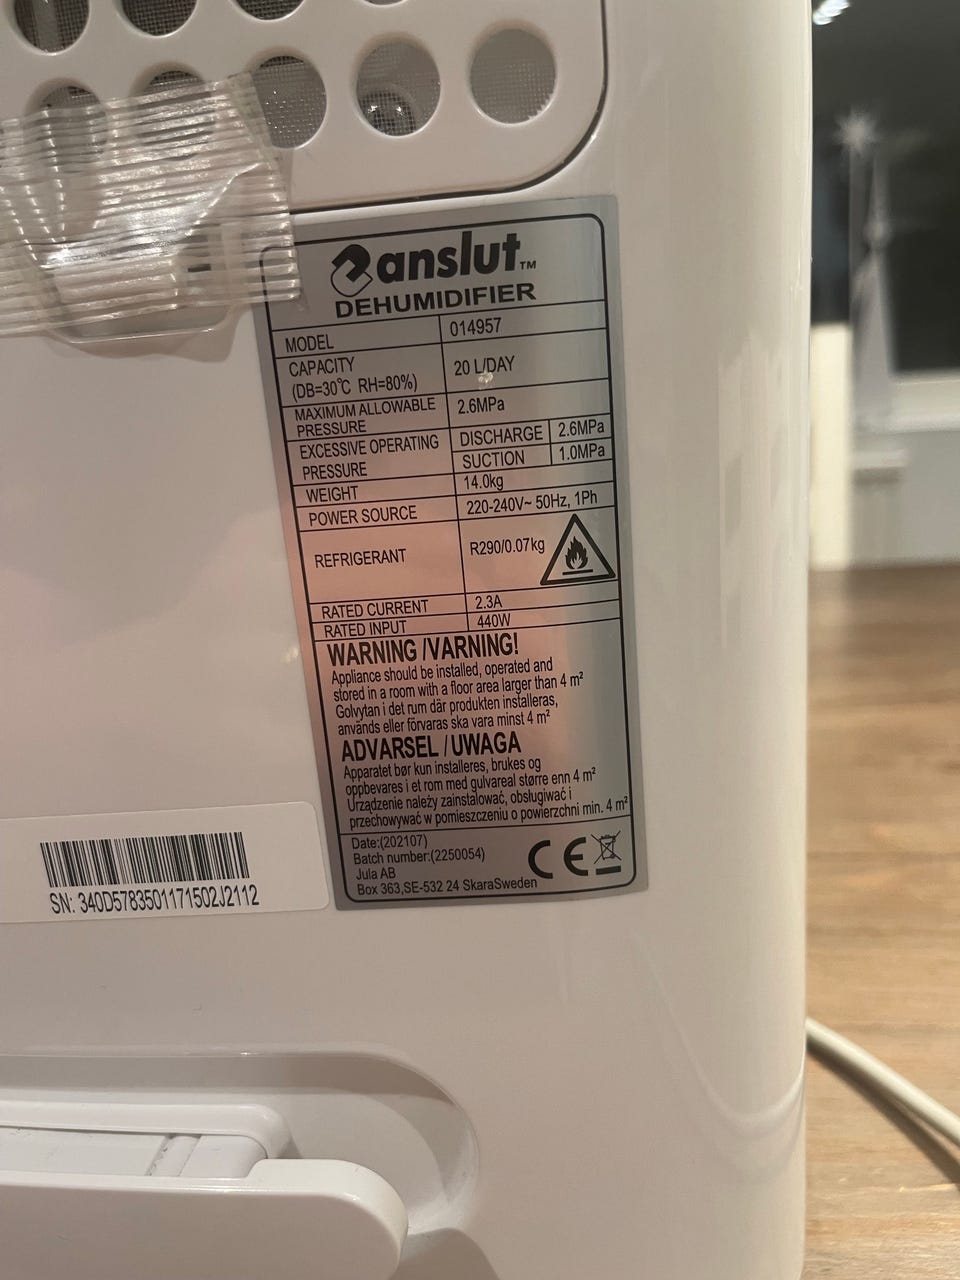 anslut™
DEHUMIDIFIER
MODEL 014957
CAPACITY
(DB=30℃ RH=80%) 20 L/DAY
MAXIMUM ALLOWABLE
PRESSURE 2.6MPa
EXCESSIVE OPERATING
PRESSURE
DISCHARGE 2.6MPa
SUCTION 1.0MPa
WEIGHT 14.0kg
POWER SOURCE 220-240V~ 50Hz, 1Ph
REFRIGERANT R290/0.07kg
RATED CURRENT 2.3A
RATED INPUT 440W
WARNING /VARNING!
Appliance should be installed, operated and
stored in a room with a floor area larger than 4 m²
Golvytan i det rum där produkten installeras,
används eller förvaras ska vara minst 4 m²
ADVARSEL /UWAGA
Apparatet bør kun installeres, brukes og
oppbevares i et rom med gulvareal større enn 4 m²
Urządzenie należy zainstalować, obsługiwać i
przechowywać w pomieszczeniu o powierzchni min. 4 m²
Date:(202107)
Batch number:(2250054)
Jula AB
Box 363,SE-532 24 SkaraSweden
CE
SN: 340D5783501171502J2112